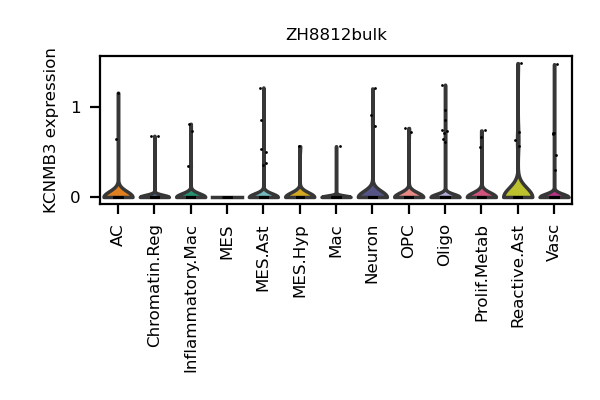 ZH8812bulk
KCNMB3 expression
1
0
AC
Chromatin.Reg
Inflammatory.Mac
MES
MES.Ast
MES.Hyp
Mac
Neuron
OPC
Oligo
Prolif.Metab
Reactive.Ast
Vasc